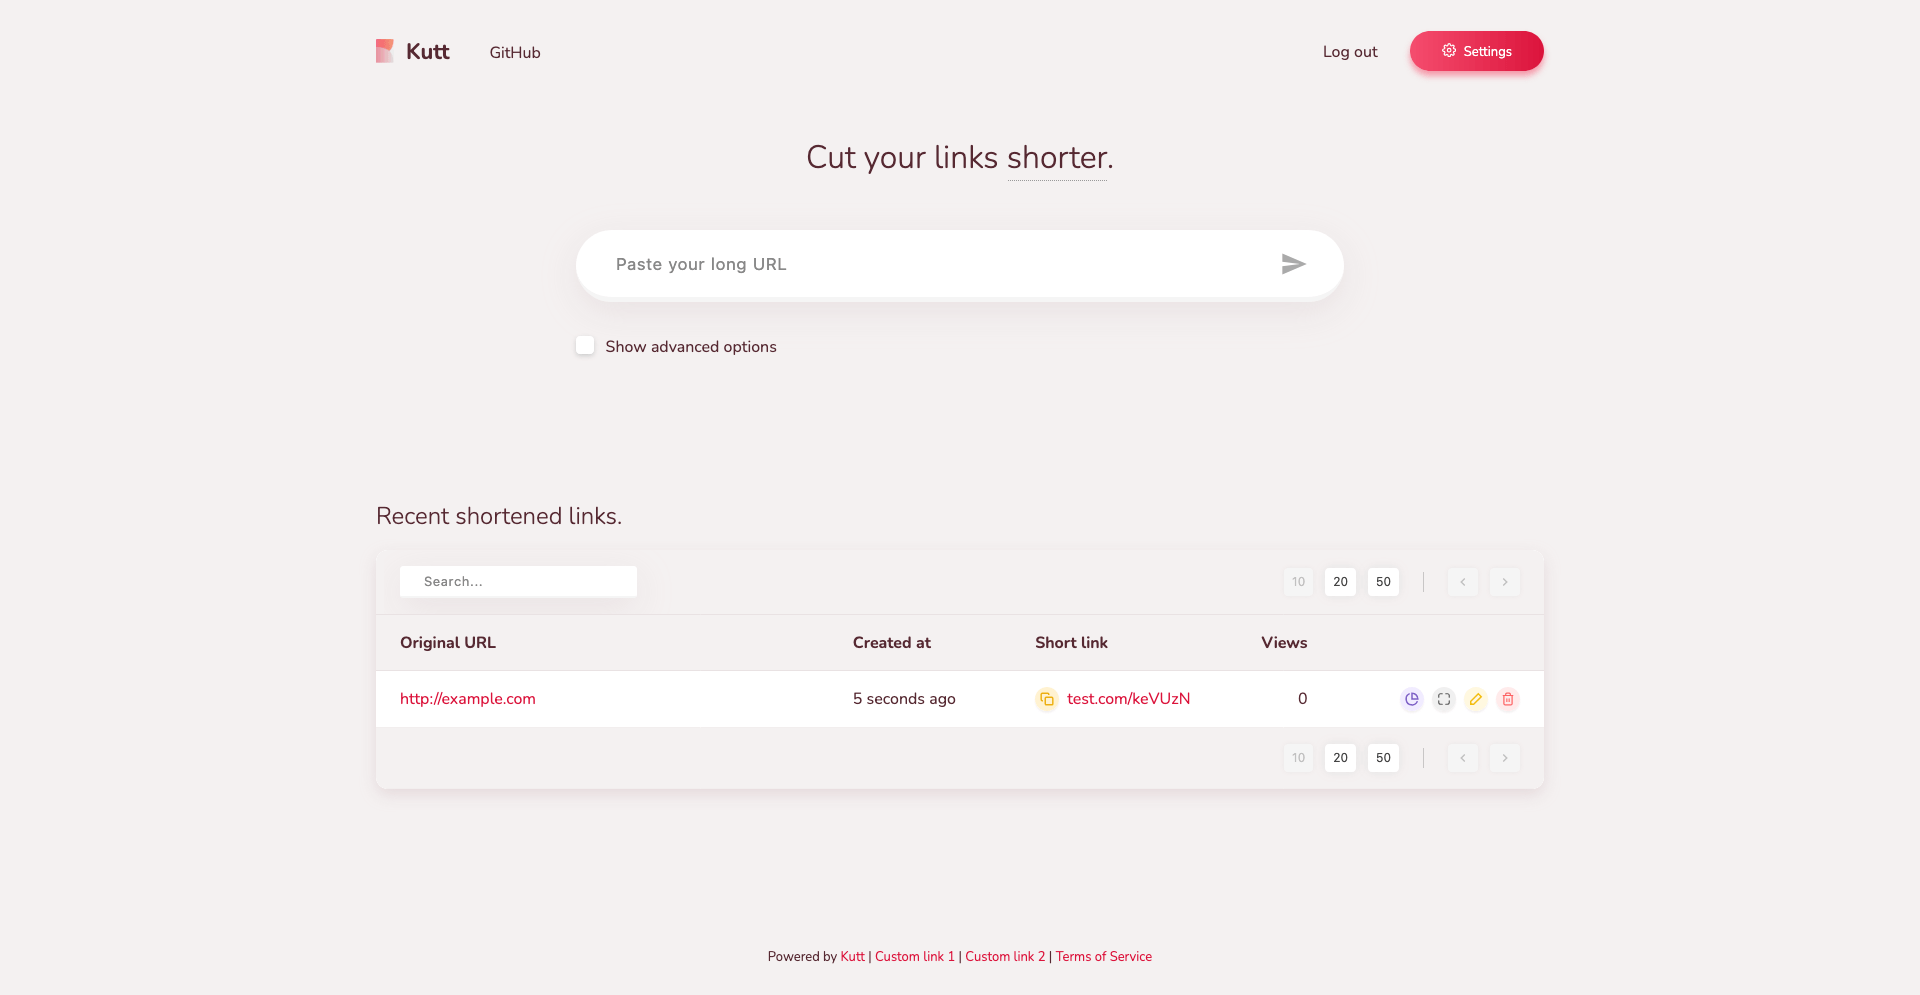 Kutt GitHub Log out Settings
Cut your links shorter.
Paste your long URL
Show advanced options
Recent shortened links.
Search... 10 20 50
Original URL Created at Short link Views
http://example.com 5 seconds ago test.com/keVUzN 0
10 20 50
Powered by Kutt | Custom link 1 | Custom link 2 | Terms of Service